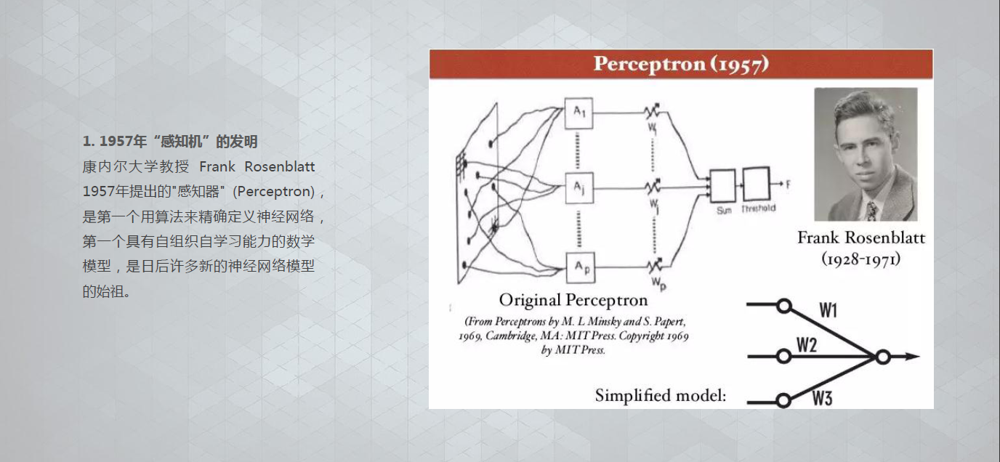 1. 1957年“感知机”的发明
康内尔大学教授 Frank Rosenblatt
1957年提出的"感知器" (Perceptron)，
是第一个用算法来精确定义神经网络，
第一个具有自组织自学习能力的数学
模型，是日后许多新的神经网络模型
的始祖。
Perceptron (1957)
A1
Wi
Aj
Wj
Sum
Threshold
F
Ap
Wp
Frank Rosenblatt
(1928-1971)
Original Perceptron
(From Perceptrons by M. L Minsky and S. Papert,
1969, Cambridge, MA: MIT Press. Copyright 1969
by MIT Press.
W1
W2
W3
Simplified model: